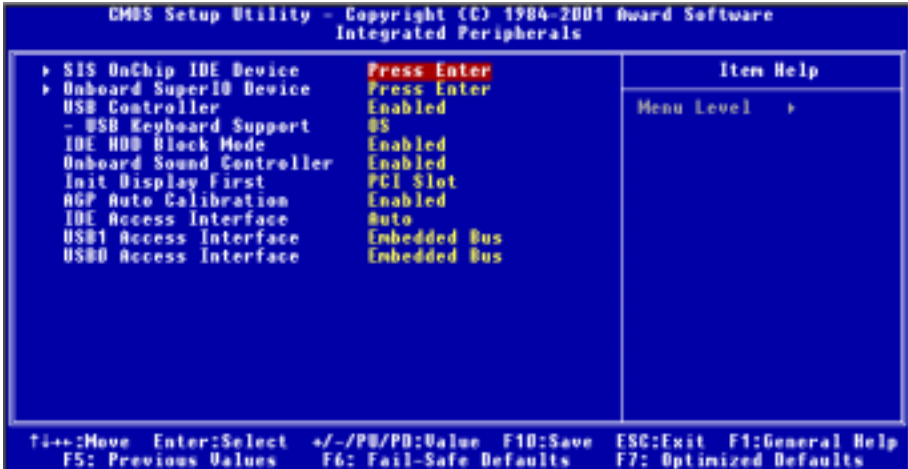 CMOS Setup Utility - Copyright (C) 1984-2001 Award Software
Integrated Peripherals
SIS OnChip IDE Device Press Enter
Onboard SuperIO Device Press Enter
USB Controller Enabled
- USB Keyboard Support OS
IDE HDD Block Mode Enabled
Onboard Sound Controller Enabled
Init Display First PCI Slot
AGP Auto Calibration Enabled
IDE Access Interface Auto
USB1 Access Interface Embedded Bus
USB0 Access Interface Embedded Bus
Item Help
Menu Level
↑↓→←:Move Enter:Select +/-/PU/PD:Value F10:Save ESC:Exit F1:General Help
F5: Previous Values F6: Fail-Safe Defaults F7: Optimized Defaults